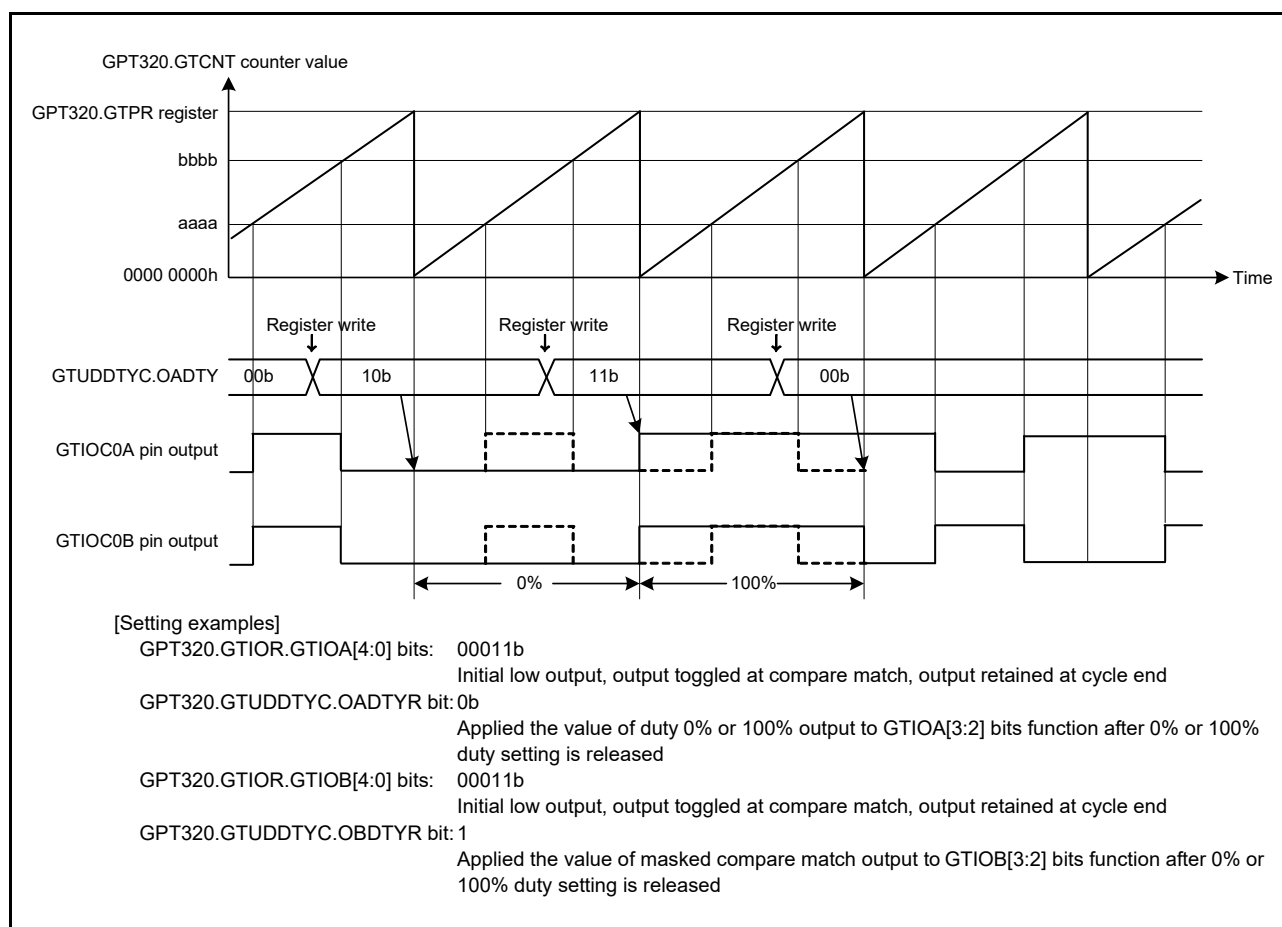 GPT320.GTCNT counter value
GPT320.GTPR register
bbbb
aaaa
0000 0000h
Time
Register write Register write Register write
GTUDDTYC.OADTY 00b 10b 11b 00b
GTIOC0A pin output
GTIOC0B pin output
0% 100%
[Setting examples]
GPT320.GTIOR.GTIOA[4:0] bits: 00011b
Initial low output, output toggled at compare match, output retained at cycle end
GPT320.GTUDDTYC.OADTYR bit: 0b
Applied the value of duty 0% or 100% output to GTIOA[3:2] bits function after 0% or 100%
duty setting is released
GPT320.GTIOR.GTIOB[4:0] bits: 00011b
Initial low output, output toggled at compare match, output retained at cycle end
GPT320.GTUDDTYC.OBDTYR bit: 1
Applied the value of masked compare match output to GTIOB[3:2] bits function after 0% or
100% duty setting is released